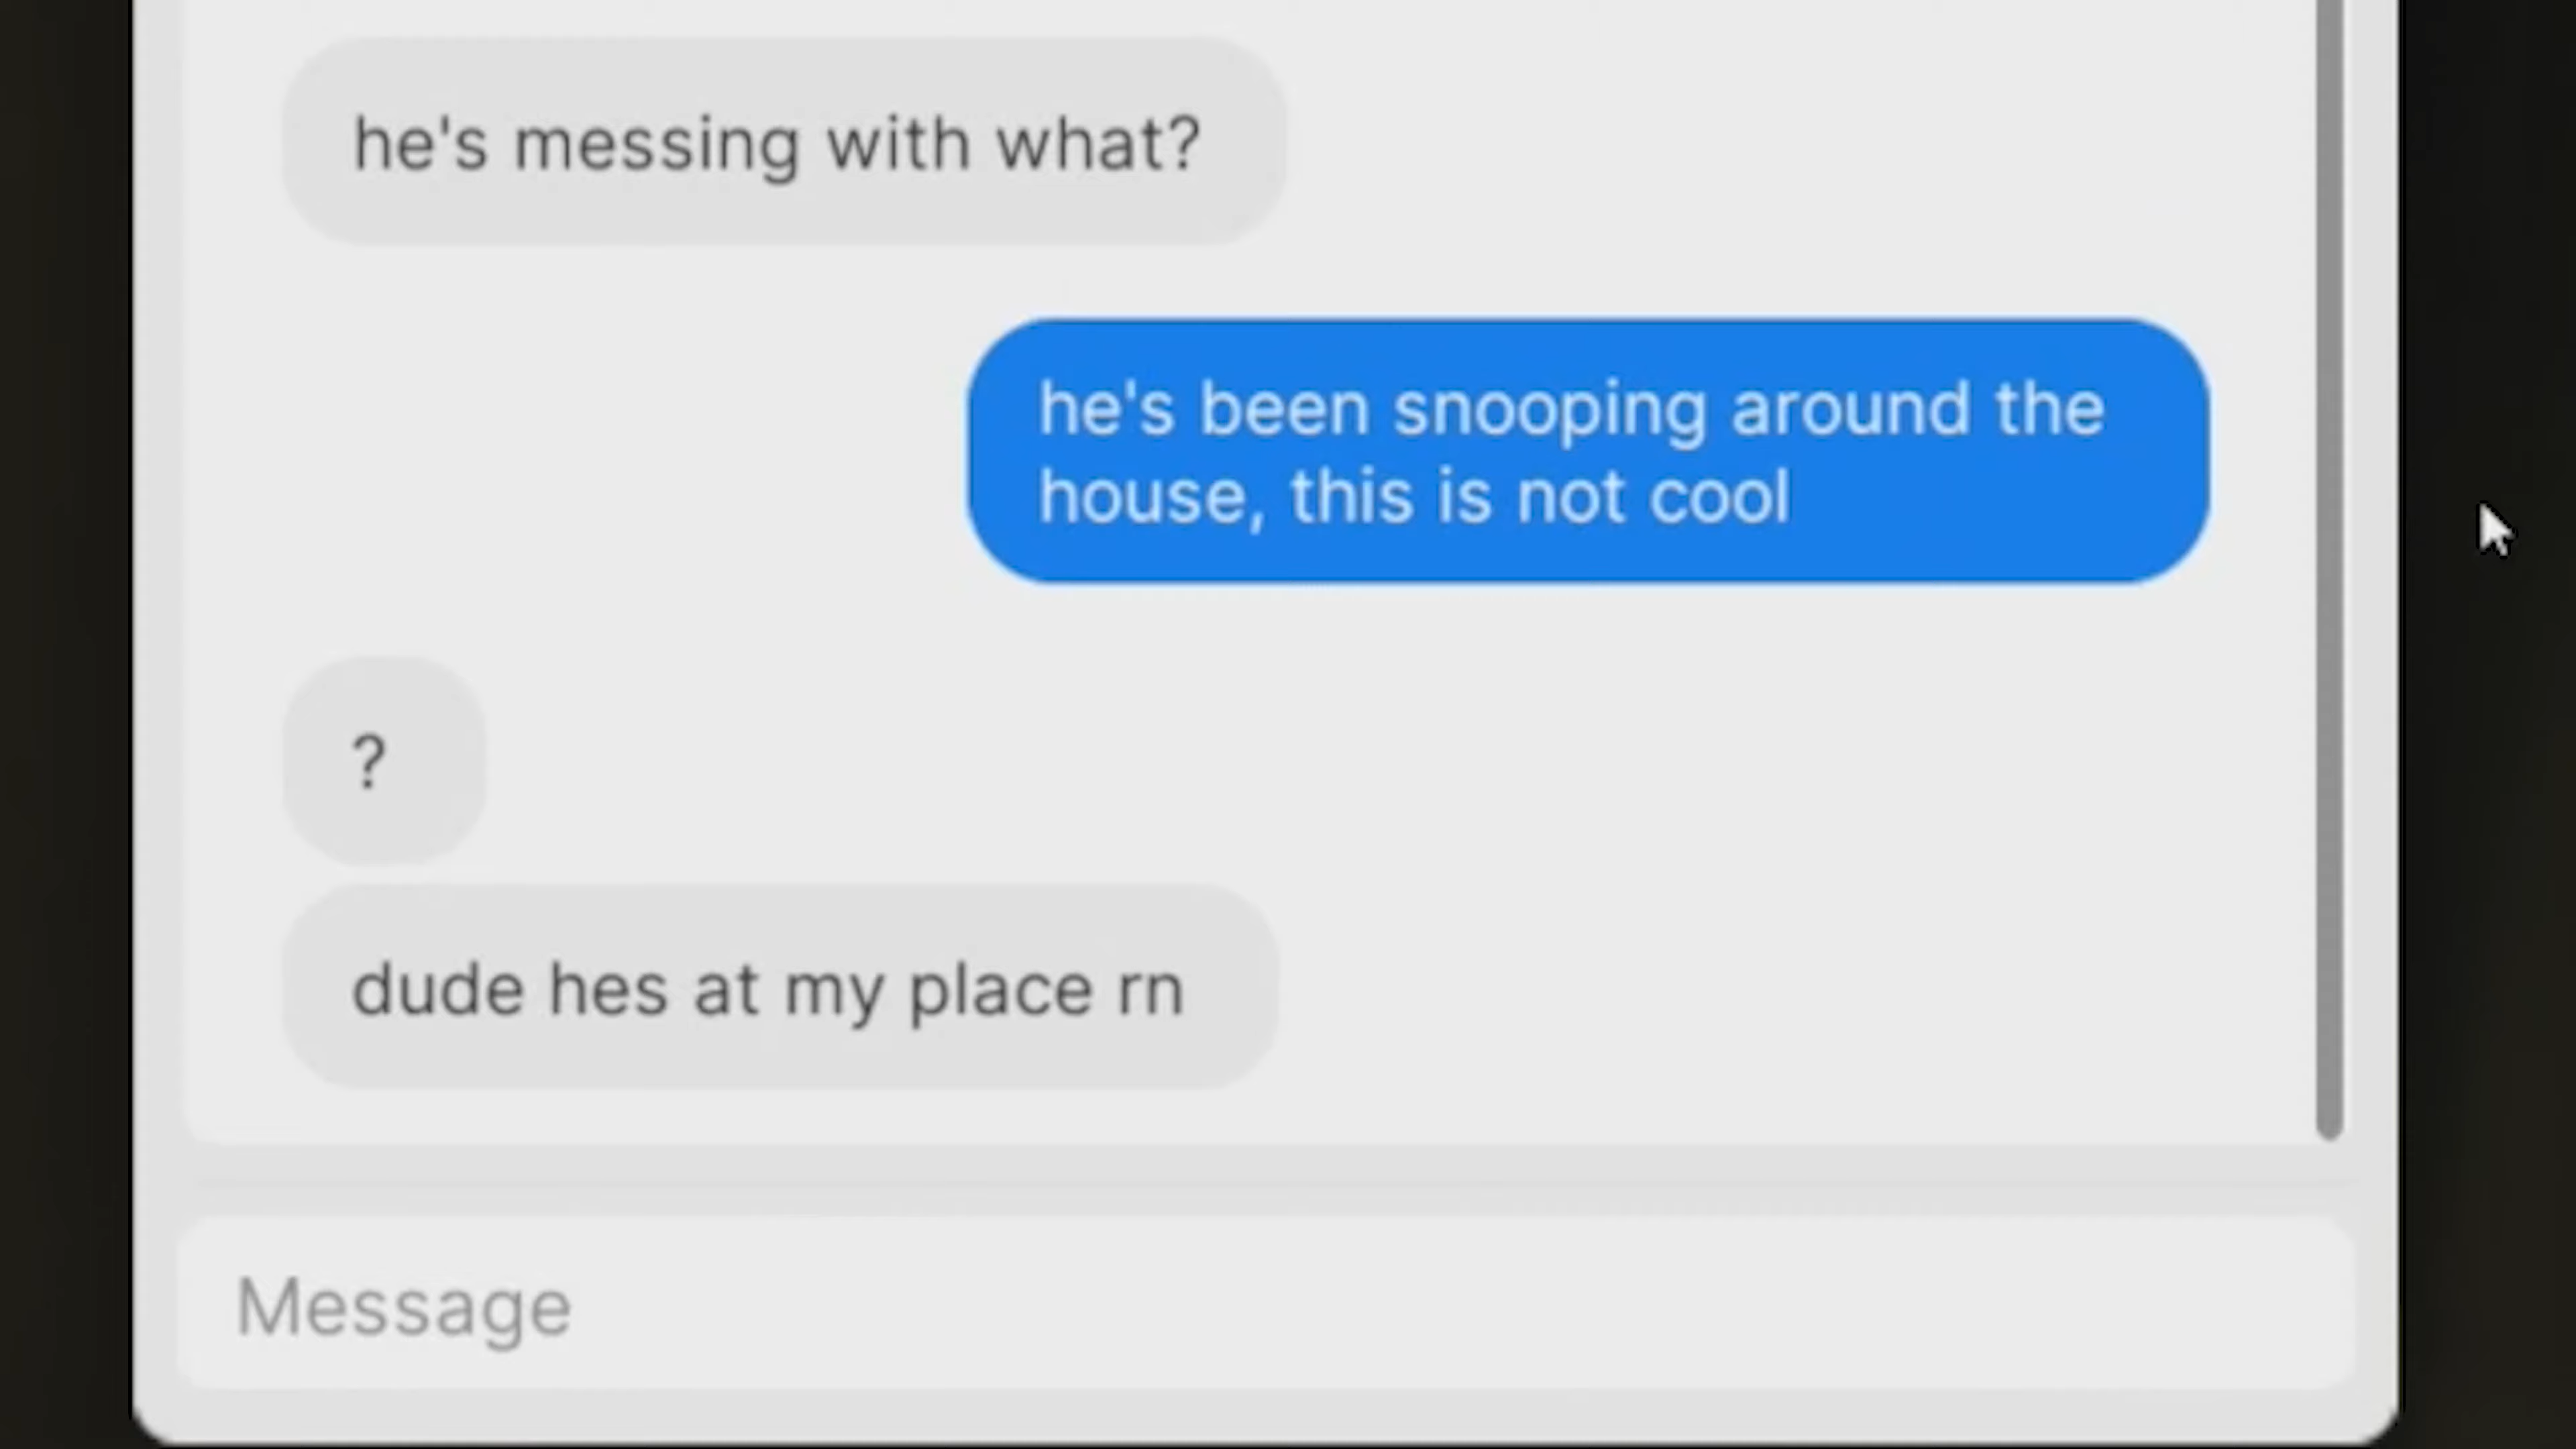 he's messing with what?
he's been snooping around the
house, this is not cool
?
dude hes at my place rn
Message